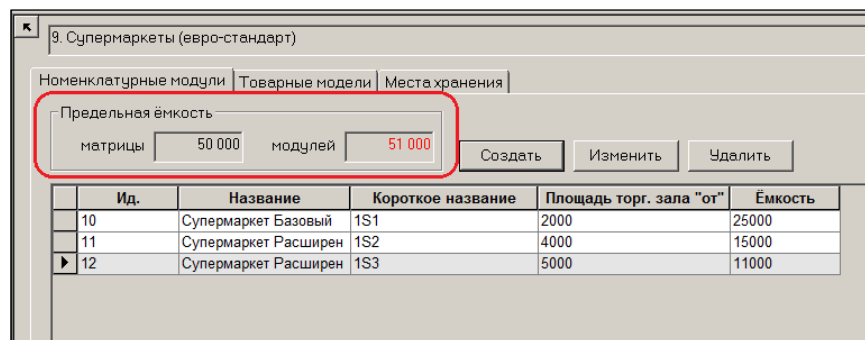 9. Супермаркеты (евро-стандарт)
Номенклатурные модули Товарные модели Места хранения
Предельная ёмкость
матрицы 50 000 модулей 51 000 Создать Изменить Удалить
Ид. Название Короткое название Площадь торг. зала "от" Ёмкость
10 Супермаркет Базовый 1S1 2000 25000
11 Супермаркет Расширен 1S2 4000 15000
12 Супермаркет Расширен 1S3 5000 11000